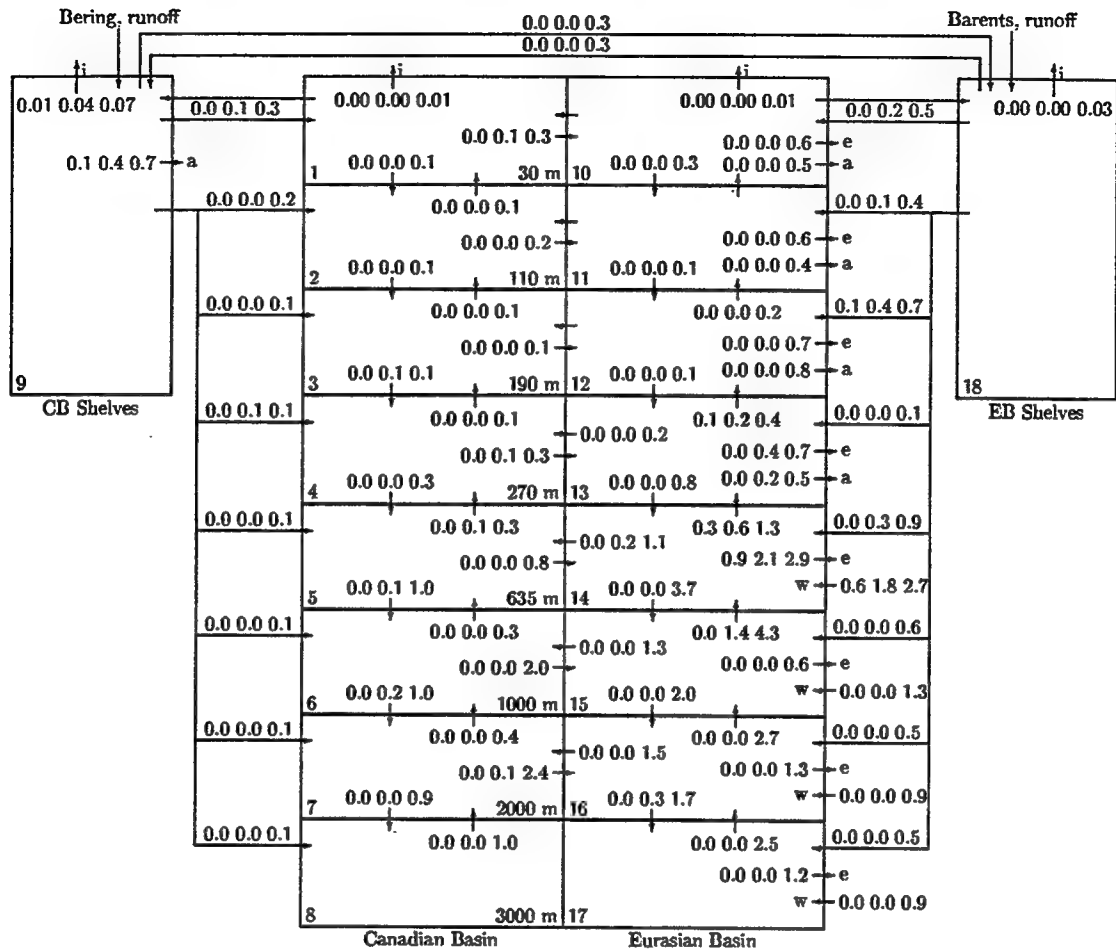 0.0 0.0 0.3
Bering, runoff Barents, runoff
0.0 0.0 0.3
i i i i
0.01 0.04 0.07 0.0 0.1 0.3 0.00 0.00 0.01 0.00 0.00 0.01 0.0 0.2 0.5 0.00 0.00 0.03
0.0 0.1 0.3 0.0 0.0 0.6 e
0.1 0.4 0.7 a 0.0 0.0 0.1 0.0 0.0 0.3 0.0 0.0 0.5 a
1 30 m 10
0.0 0.0 0.2 0.0 0.0 0.1 0.0 0.1 0.4
0.0 0.0 0.2 0.0 0.0 0.6 e
0.0 0.0 0.1 0.0 0.0 0.1 0.0 0.0 0.4 a
2 110 m 11
0.0 0.0 0.1 0.0 0.0 0.1 0.0 0.0 0.2 0.1 0.4 0.7
0.0 0.0 0.1 0.0 0.0 0.7 e
0.0 0.1 0.1 0.0 0.0 0.1 0.0 0.0 0.8 a
9 3 190 m 12 18
CB Shelves EB Shelves
0.0 0.1 0.1 0.0 0.0 0.1 0.1 0.2 0.4 0.0 0.0 0.1
0.0 0.0 0.2
0.0 0.1 0.3 0.0 0.4 0.7 e
0.0 0.0 0.3 0.0 0.0 0.8 0.0 0.2 0.5 a
4 270 m 13
0.0 0.0 0.1 0.0 0.1 0.3 0.3 0.6 1.3 0.0 0.3 0.9
0.0 0.2 1.1
0.0 0.0 0.8 0.9 2.1 2.9 e
0.0 0.1 1.0 0.0 0.0 3.7 w 0.6 1.8 2.7
5 635 m 14
0.0 0.0 0.1 0.0 0.0 0.3 0.0 1.4 4.3 0.0 0.0 0.6
0.0 0.0 1.3
0.0 0.0 2.0 0.0 0.0 0.6 e
0.0 0.2 1.0 0.0 0.0 2.0 w 0.0 0.0 1.3
6 1000 m 15
0.0 0.0 0.1 0.0 0.0 0.4 0.0 0.0 2.7 0.0 0.0 0.5
0.0 0.0 1.5
0.0 0.1 2.4 0.0 0.0 1.3 e
0.0 0.0 0.9 0.0 0.3 1.7 w 0.0 0.0 0.9
7 2000 m 16
0.0 0.0 0.1 0.0 0.0 1.0 0.0 0.0 2.5 0.0 0.0 0.5
0.0 0.0 1.2 e
w 0.0 0.0 0.9
8 3000 m 17
Canadian Basin Eurasian Basin